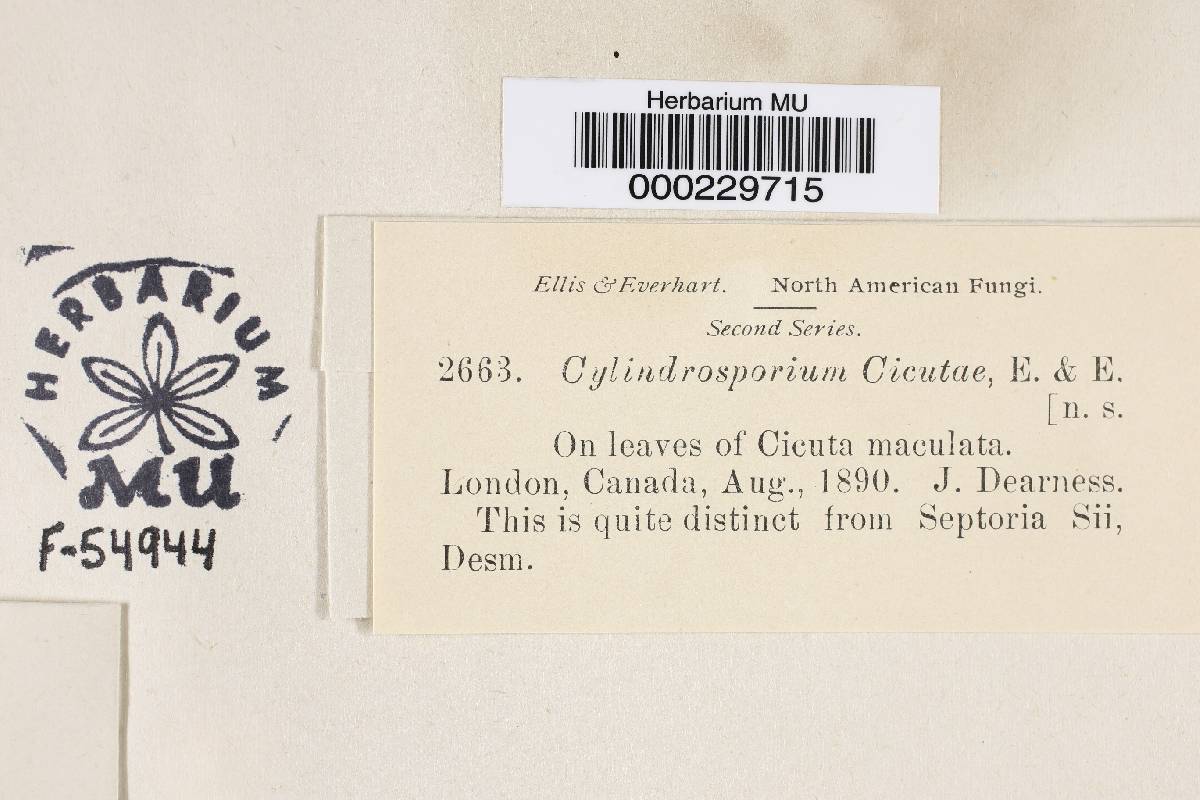 Herbarium MU
000229715
HERBARIUM
MU
F-54944
Ellis & Everhart. North American Fungi.
Second Series.
2663. Cylindrosporium Cicutae, E. & E.
[n. s.
On leaves of Cicuta maculata.
London, Canada, Aug., 1890. J. Dearness.
This is quite distinct from Septoria Sii,
Desm.